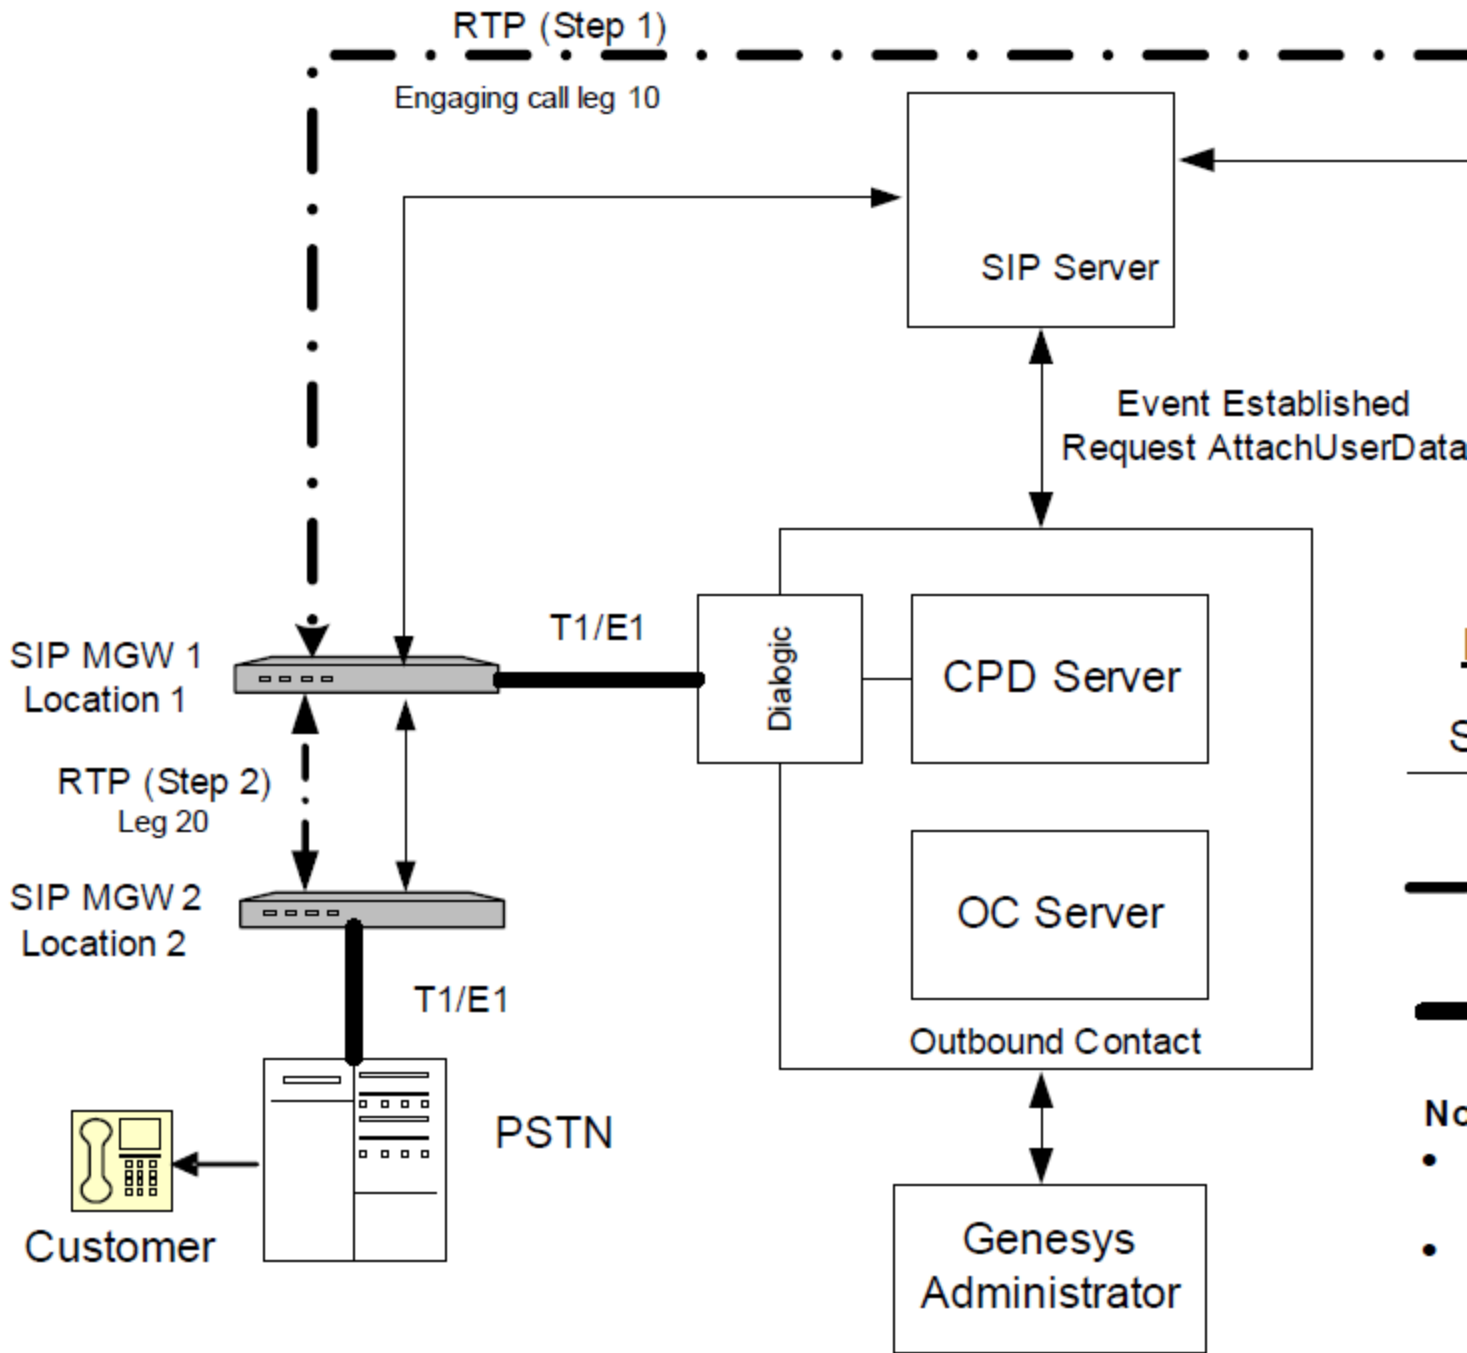 RTP (Step 1)
Engaging call leg 10
SIP Server
Event Established
Request AttachUserData
T1/E1
SIP MGW 1
Location 1
Dialogic
CPD Server
RTP (Step 2)
Leg 20
SIP MGW 2
Location 2
OC Server
T1/E1
Outbound Contact
PSTN
Customer
Genesys
Administrator